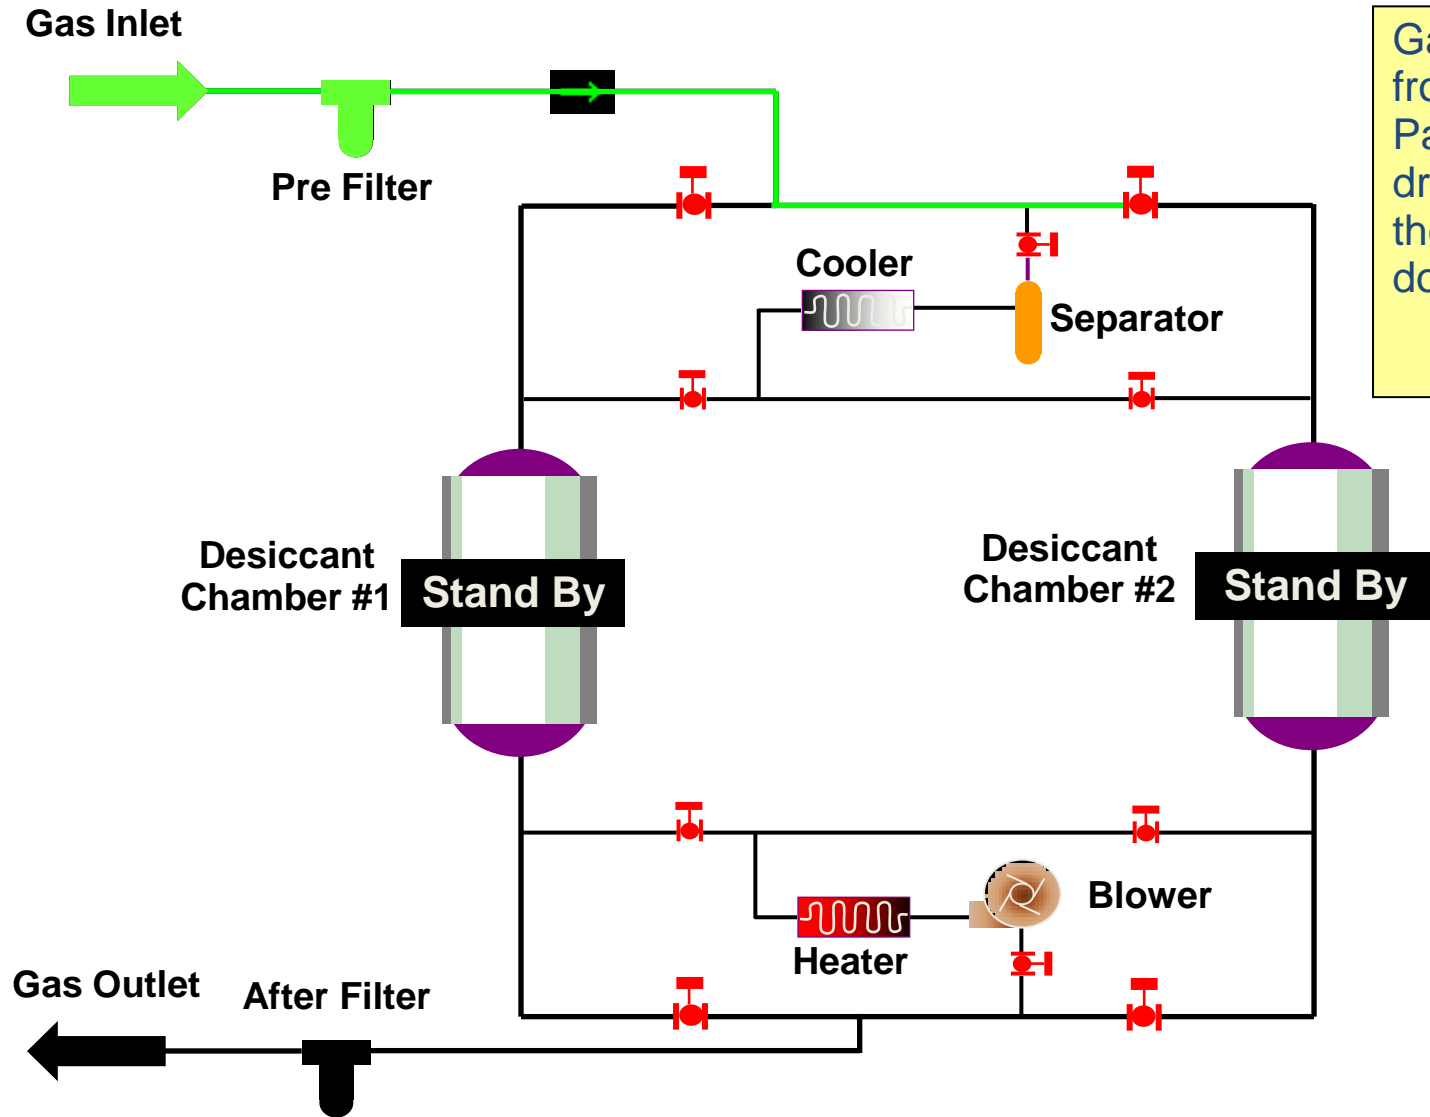 Gas Inlet
Pre Filter
Cooler
Separator
Desiccant
Chamber #1
Stand By
Desiccant
Chamber #2
Stand By
Blower
Heater
Gas Outlet
After Filter